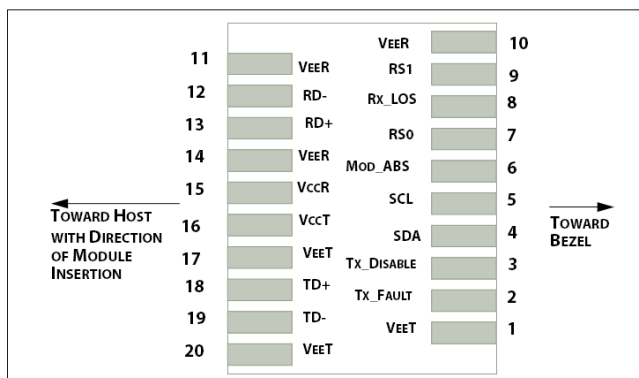 11 VEER VEER 10
12 RD- RS1 9
13 RD+ RX_LOS 8
14 VEER RS0 7
15 VCCR MOD_ABS 6
16 VCCT SCL 5
17 VEET SDA 4
18 TD+ TX_DISABLE 3
19 TD- TX_FAULT 2
20 VEET VEET 1
TOWARD HOST
WITH DIRECTION
OF MODULE
INSERTION
TOWARD
BEZEL